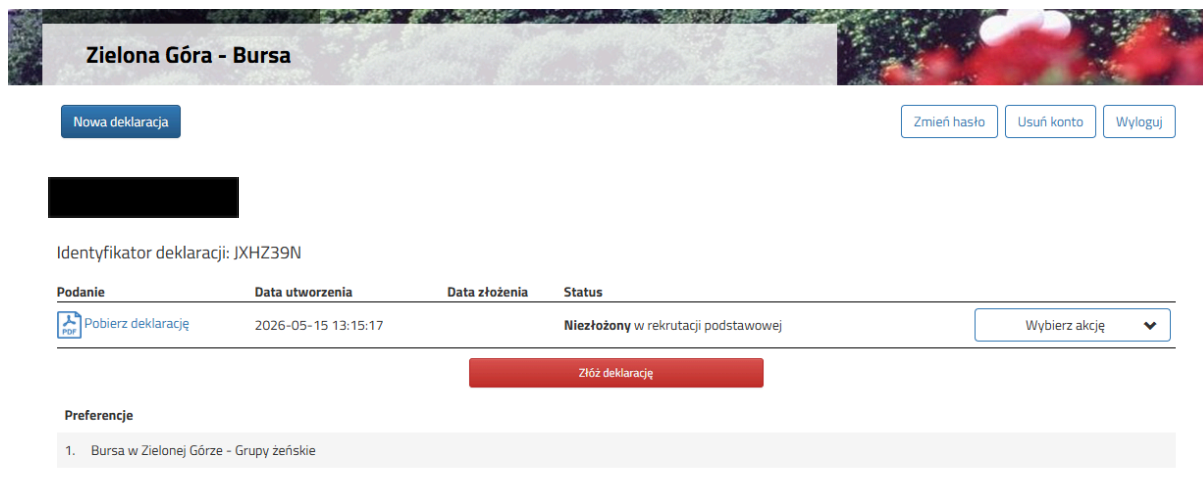 Zielona Góra - Bursa
Nowa deklaracja
Zmień hasło
Usuń konto
Wyloguj
Identyfikator deklaracji: JXHZ39N
Podanie Data utworzenia Data złożenia Status
PDF Pobierz deklarację 2026-05-15 13:15:17 Niezłożony w rekrutacji podstawowej Wybierz akcję
Złóż deklarację
Preferencje
1. Bursa w Zielonej Górze - Grupy żeńskie